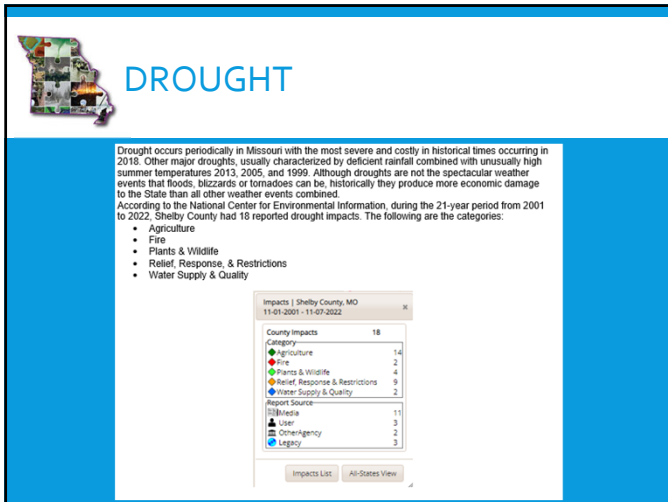 DROUGHT
Drought occurs periodically in Missouri with the most severe and costly in historical times occurring in
2018. Other major droughts, usually characterized by deficient rainfall combined with unusually high
summer temperatures 2013, 2005, and 1999. Although droughts are not the spectacular weather
events that floods, blizzards or tornadoes can be, historically they produce more economic damage
to the State than all other weather events combined.
According to the National Center for Environmental Information, during the 21-year period from 2001
to 2022, Shelby County had 18 reported drought impacts. The following are the categories:
• Agriculture
• Fire
• Plants & Wildlife
• Relief, Response, & Restrictions
• Water Supply & Quality
Impacts | Shelby County, MO
11-01-2001 - 11-07-2022
County Impacts 18
Category
Agriculture 14
Fire 2
Plants & Wildlife 4
Relief, Response & Restrictions 9
Water Supply & Quality 2
Report Source
Media 11
User 3
OtherAgency 2
Legacy 3
Impacts List All-States View